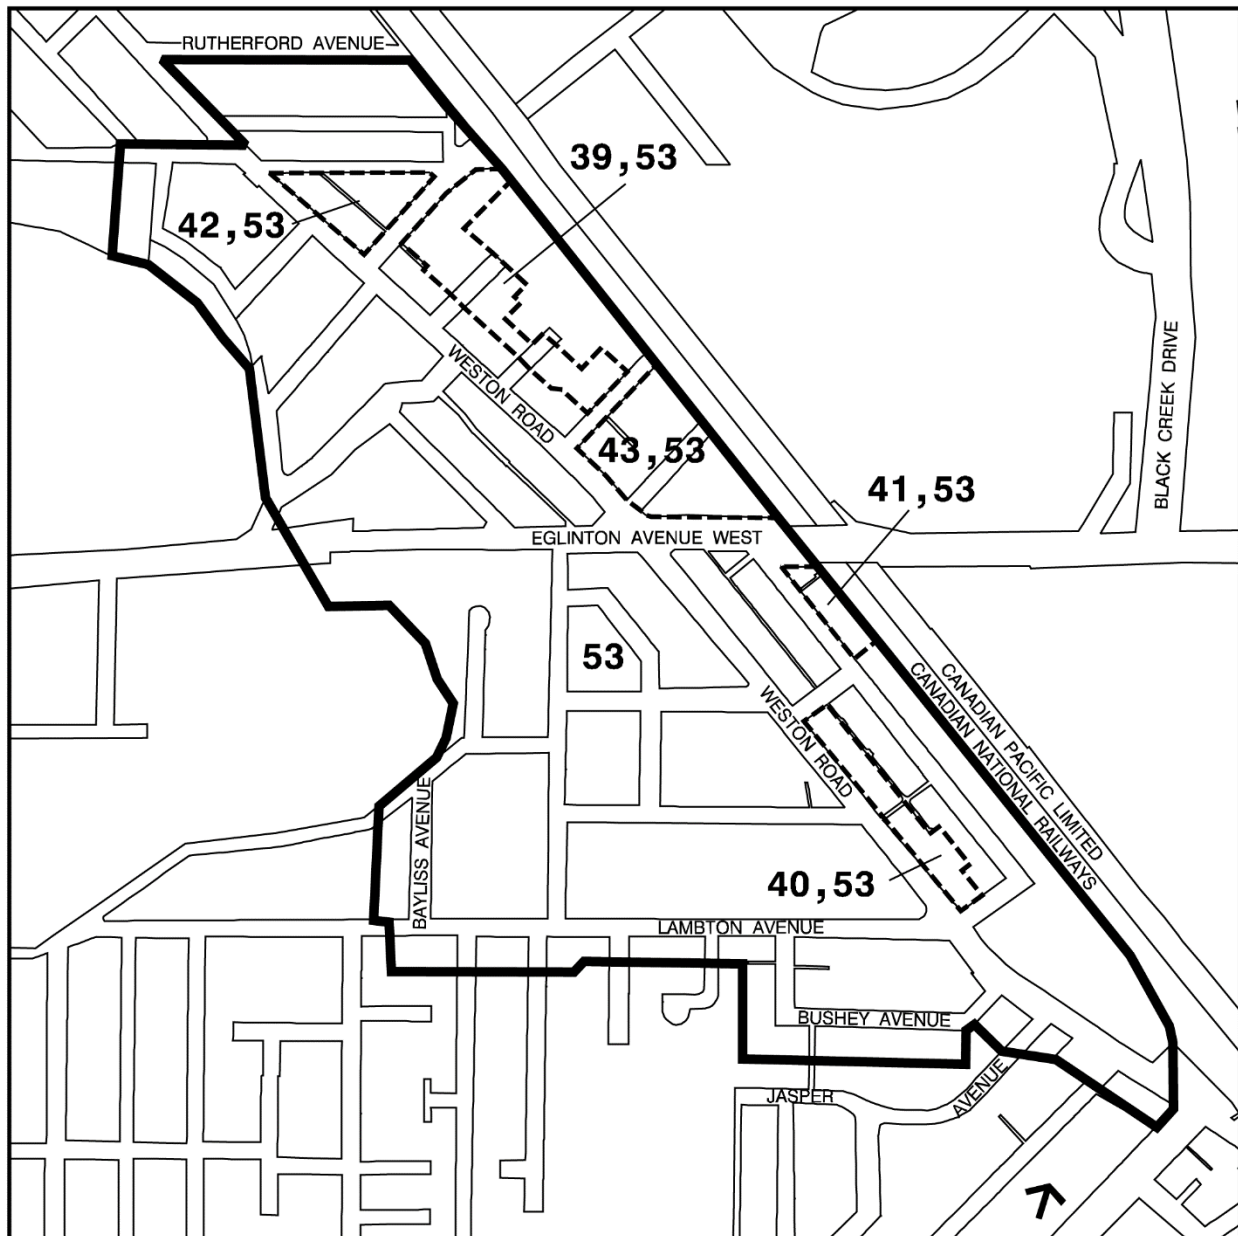 RUTHERFORD AVENUE
39,53
42,53
WESTON ROAD
BLACK CREEK DRIVE
43,53
41,53
EGLINTON AVENUE WEST
53
CANADIAN PACIFIC LIMITED
CANADIAN NATIONAL RAILWAYS
WESTON ROAD
BAYLISS AVENUE
40,53
LAMBTON AVENUE
BUSHEY AVENUE
JASPER AVENUE